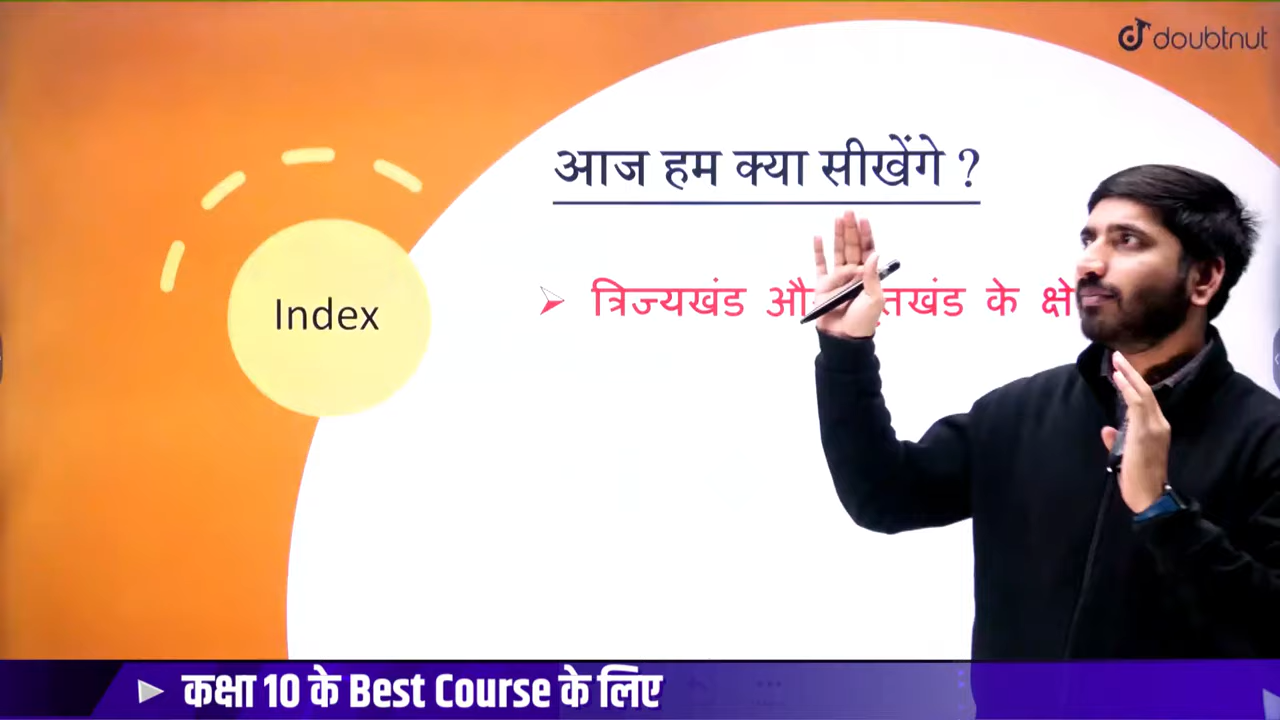 doubtnut
आज हम क्या सीखेंगे ?
Index
त्रिज्यखंड के
कक्षा 10 के Best Course के लिए